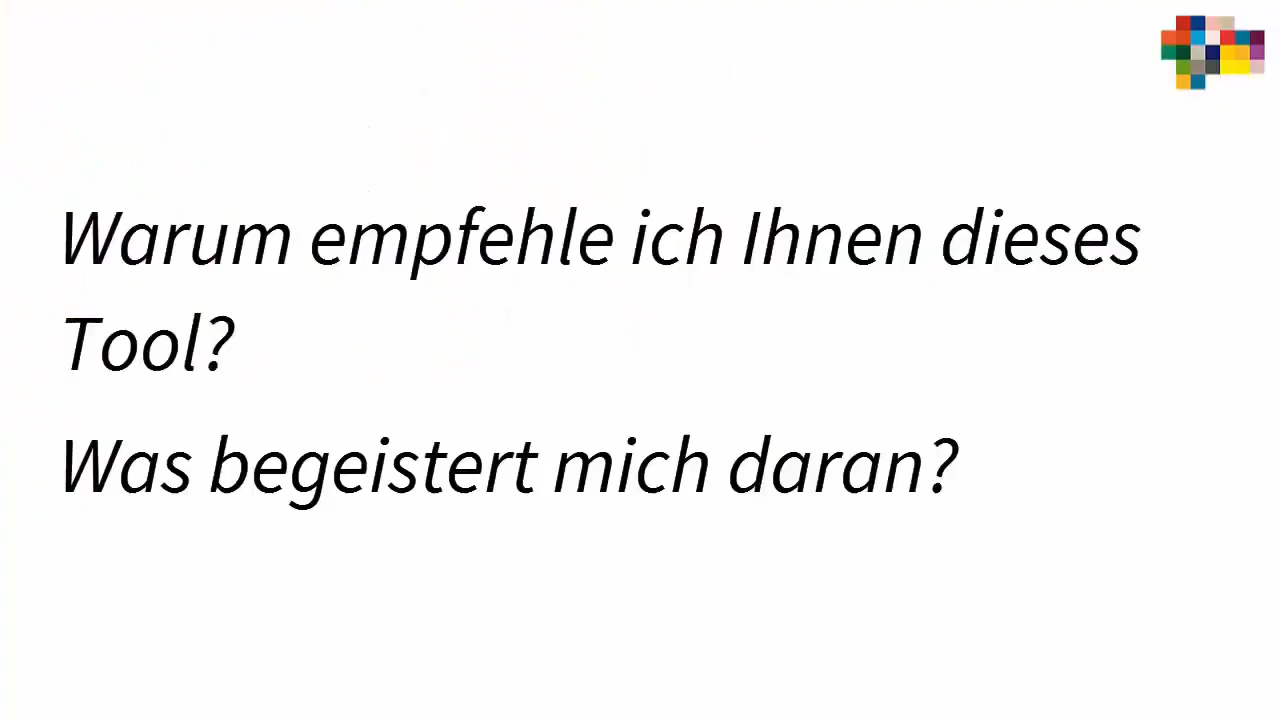 Warum empfehle ich Ihnen dieses
Tool?
Was begeistert mich daran?